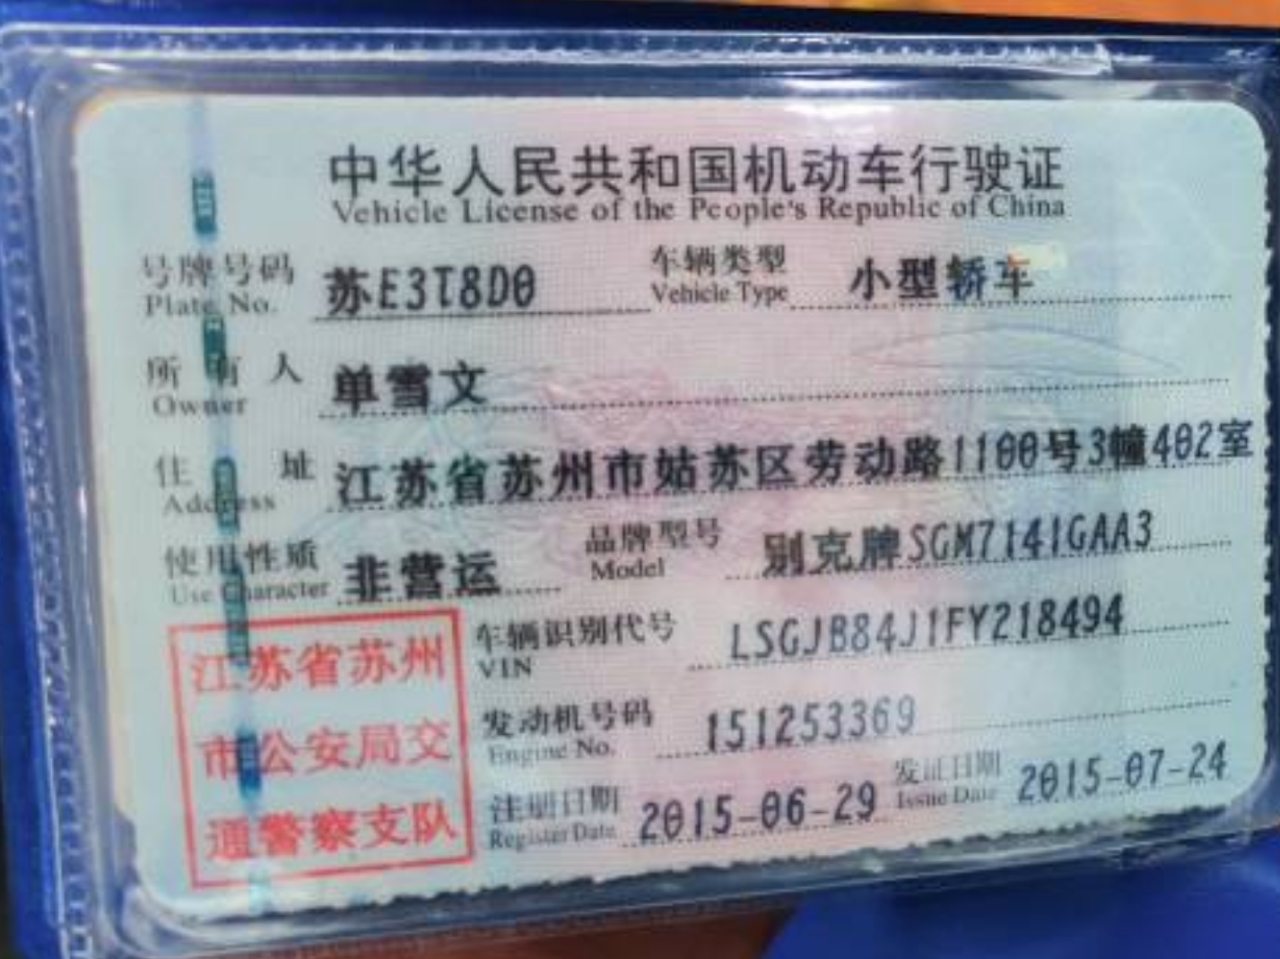 中华人民共和国机动车行驶证
Vehicle License of the People's Republic of China
号牌号码 苏E3T8D0 车辆类型 小型轿车
Plate No. Vehicle Type
所有人 单雪文
Owner
住址 江苏省苏州市姑苏区劳动路1100号3幢402室
Address
使用性质 非营运 品牌型号 别克牌SGM7141GAA3
Use Character Model
车辆识别代号 LSGJB84J1FY218494
VIN
发动机号码 151253369
Engine No.
注册日期 2015-06-29 发证日期 2015-07-24
Register Date Issue Date
江苏省苏州
市公安局交
通警察支队